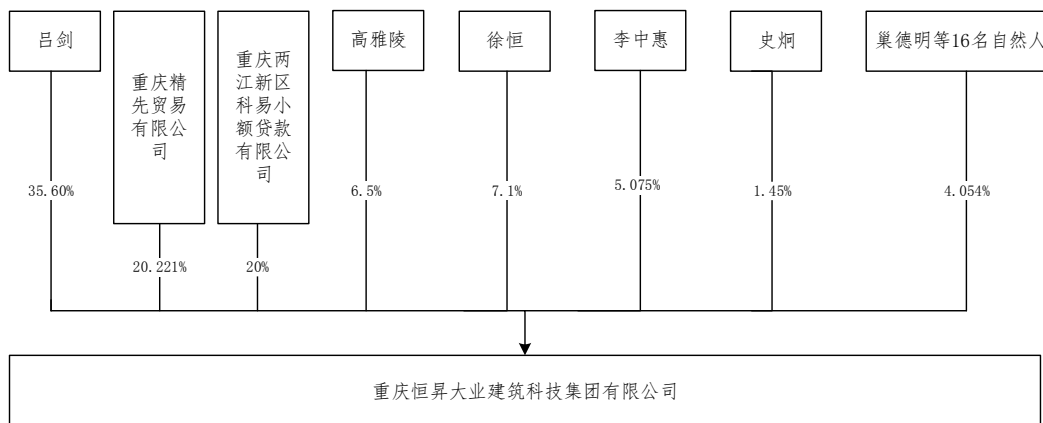 吕剑
重庆精
先贸易
有限公
司
重庆两
江新区
科易小
额贷款
有限公
司
高雅陵
徐恒
李中惠
史炯
巢德明等16名自然人
35.60%
20.221%
20%
6.5%
7.1%
5.075%
1.45%
4.054%
重庆恒昇大业建筑科技集团有限公司